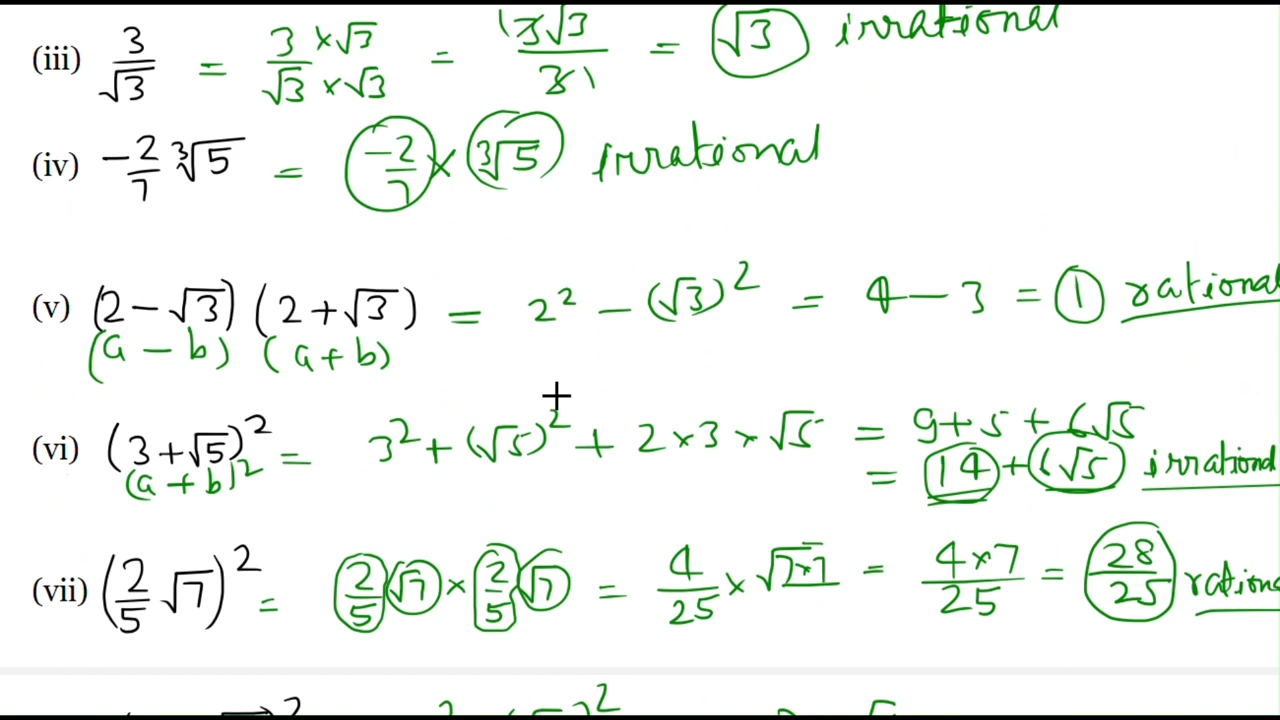 (iii) 3/√3 = 3 × √3 / √3 × √3 = 1 3√3 / 3 1 = √3 irrational
(iv) -2/7 ∛5 = -2/7 × ∛5 irrational
(v) (2 - √3) (2 + √3) = 2² - (√3)² = 4 - 3 = 1 rational
(a - b) (a + b)
(vi) (3 + √5)² = 3² + (√5)² + 2 × 3 × √5 = 9 + 5 + 6√5
(a + b)² = 14 + 6√5 irrational
(vii) (2/5 √7)² = 2/5 √7 × 2/5 √7 = 4/25 × √7×7 = 4×7/25 = 28/25 rationa